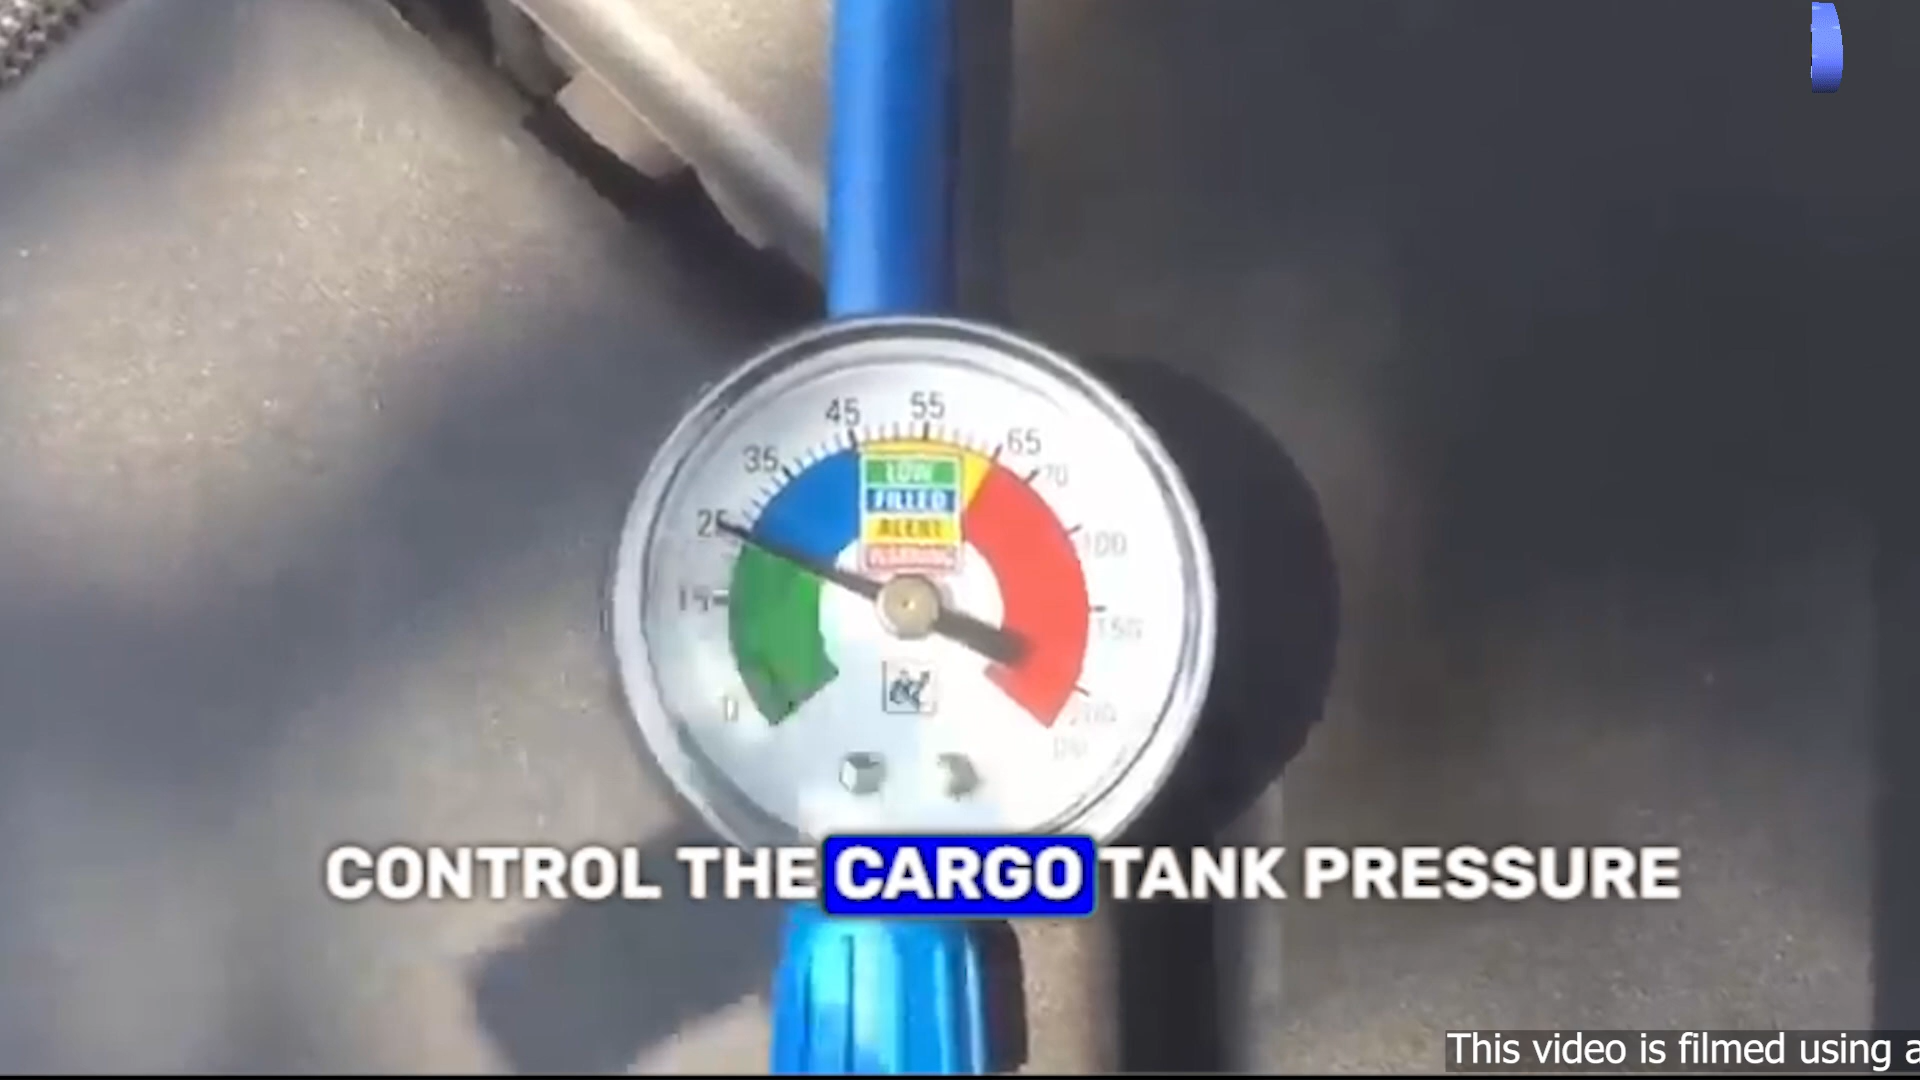 45 55
35 65
70
25
100
15
150
0
LOW
FILLED
ALERT
WARNING
CONTROL THE CARGO TANK PRESSURE
This video is filmed using a